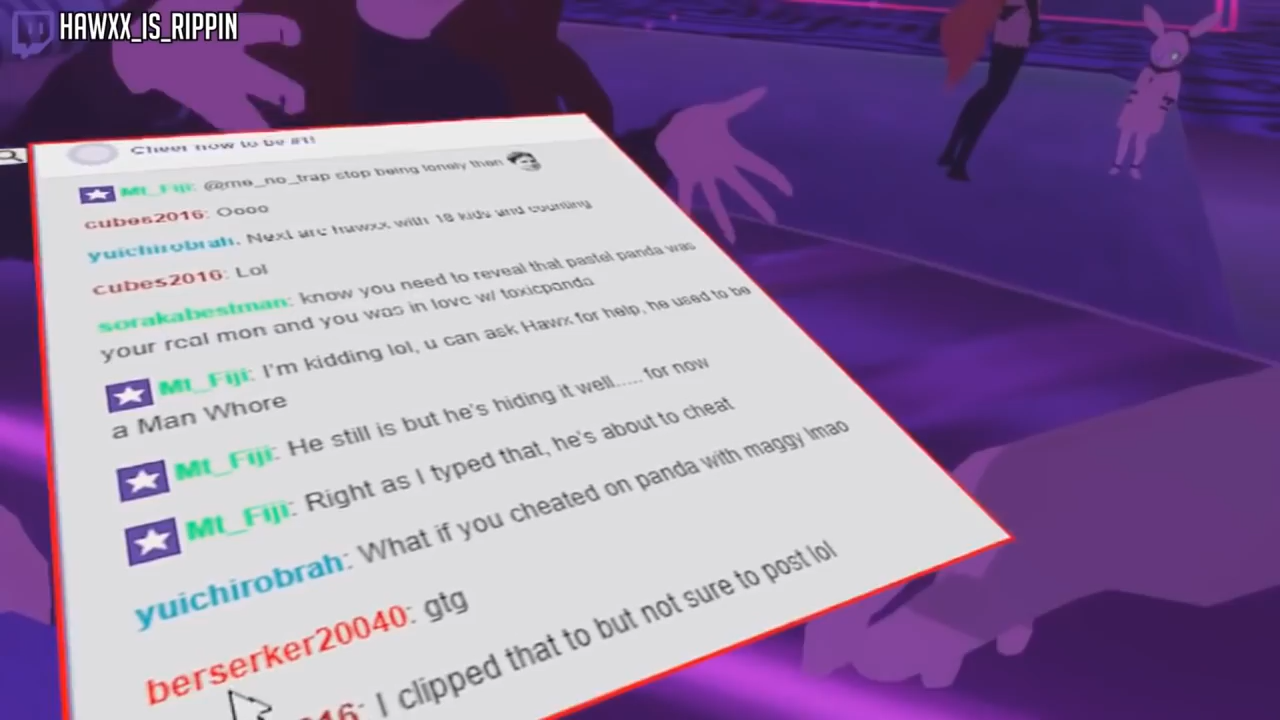 HAWXX_IS_RIPPIN
Cheer now to be #1!
Mt_Fiji: @me_no_trap stop being lonely then
cubes2016: Oooo
yuichirobrah: Next are hawxx with 18 kids and counting
cubes2016: Lol
sorakabestman: know you need to reveal that pastel panda was
your real mon and you was in love w/ toxicpanda
Mt_Fiji: I'm kidding lol, u can ask Hawx for help, he used to be
a Man Whore
Mt_Fiji: He still is but he's hiding it well..... for now
Mt_Fiji: Right as I typed that, he's about to cheat
yuichirobrah: What if you cheated on panda with maggy lmao
berserker20040: gtg
016: I clipped that to but not sure to post lol